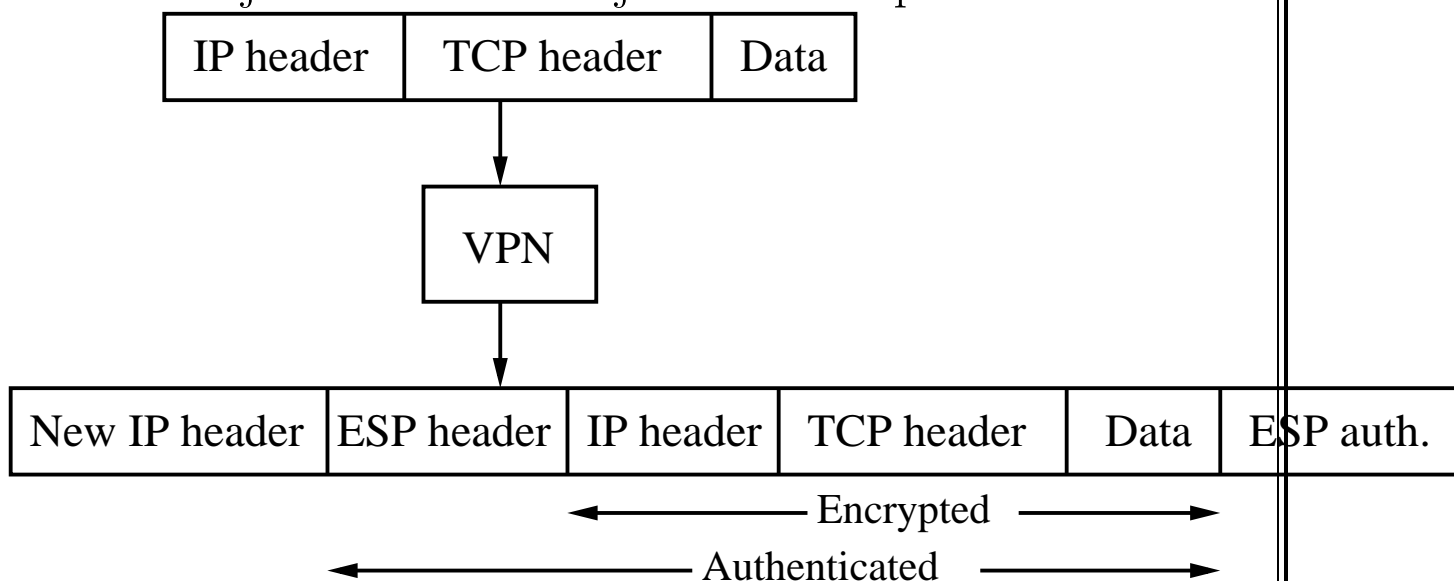 IP header TCP header Data
VPN
New IP header ESP header IP header TCP header Data ESP auth.
Encrypted
Authenticated